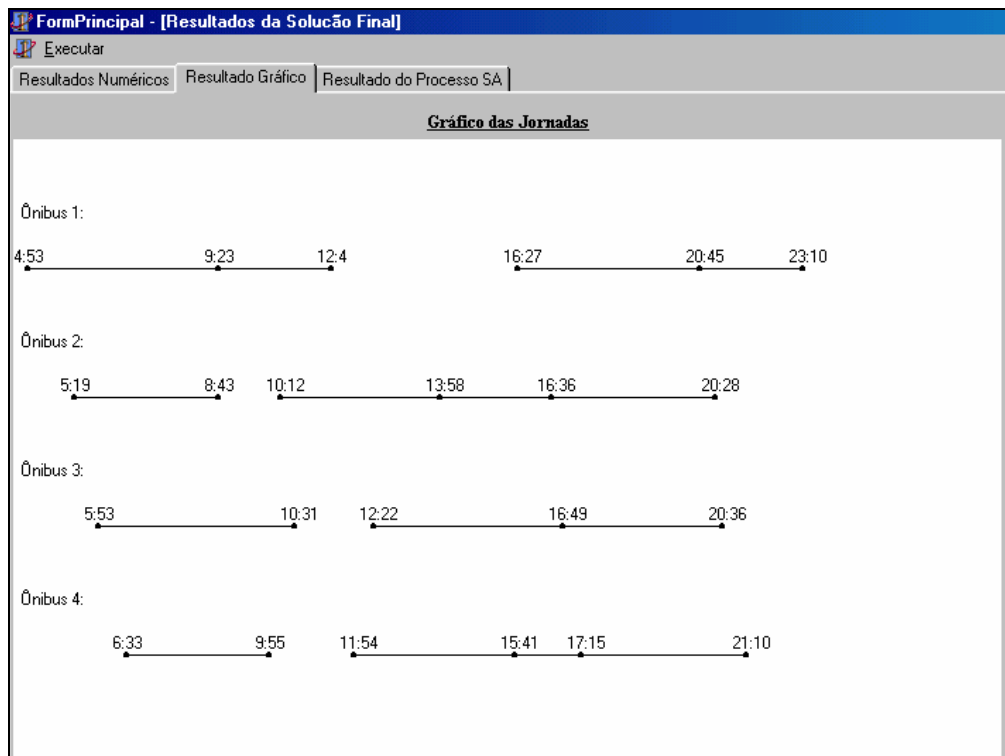 FormPrincipal - [Resultados da Solucão Final]
Executar
Resultados Numéricos Resultado Gráfico Resultado do Processo SA
Gráfico das Jornadas
Ônibus 1:
4:53 9:23 12:4 16:27 20:45 23:10
Ônibus 2:
5:19 8:43 10:12 13:58 16:36 20:28
Ônibus 3:
5:53 10:31 12:22 16:49 20:36
Ônibus 4:
6:33 9:55 11:54 15:41 17:15 21:10